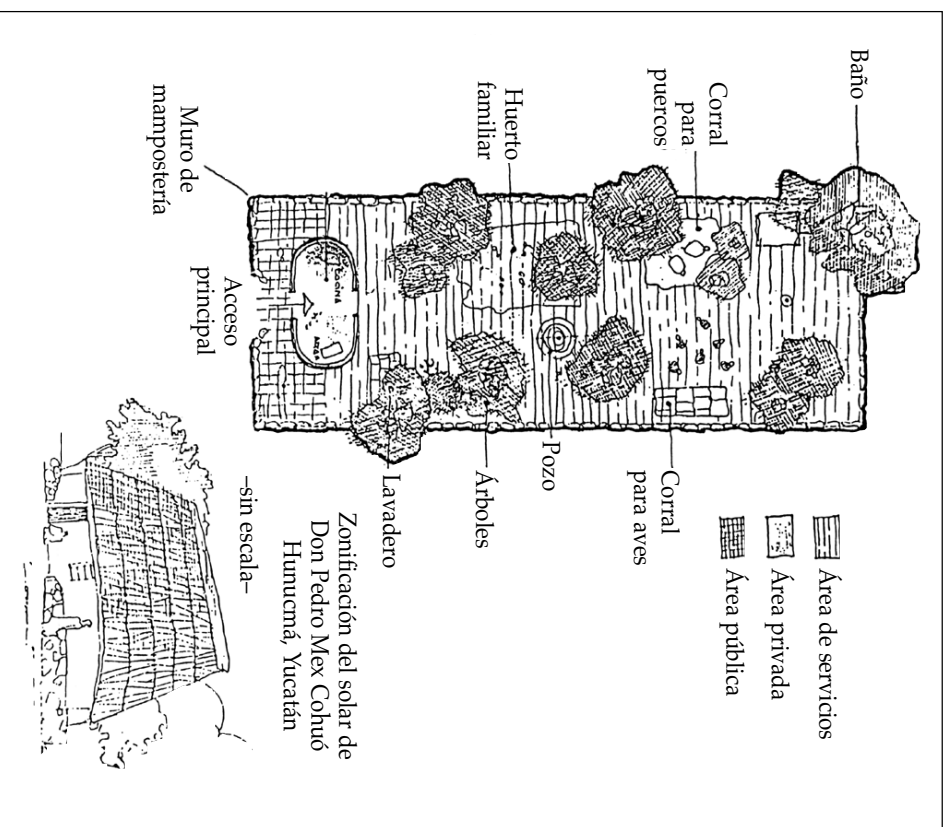 Baño
Área de servicios
Área privada
Área pública
Corral
para
puercos
Corral
para aves
Pozo
Huerto
familiar
Árboles
Lavadero
Zonificación del solar de
Don Pedro Mex Cohuó
Hunucmá, Yucatán
–sin escala–
Acceso
principal
Muro de
mampostería